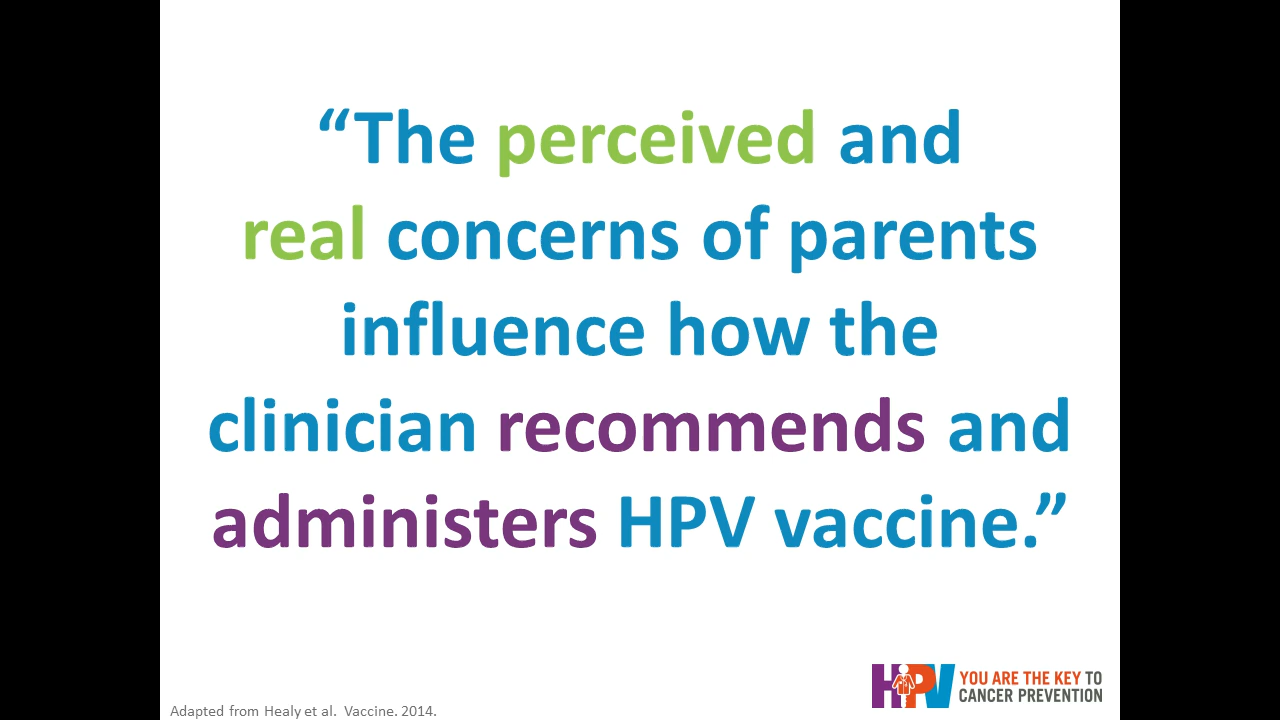 “The perceived and
real concerns of parents
influence how the
clinician recommends and
administers HPV vaccine.”
HPV YOU ARE THE KEY TO
CANCER PREVENTION
Adapted from Healy et al.  Vaccine. 2014.